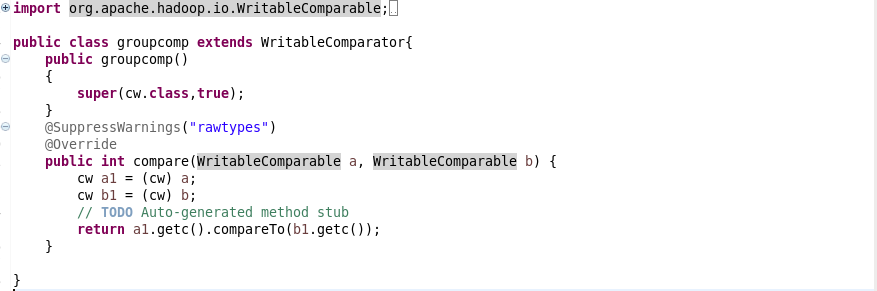 import org.apache.hadoop.io.WritableComparable;
public class groupcomp extends WritableComparator{
public groupcomp()
{
super(cw.class,true);
}
@SuppressWarnings("rawtypes")
@Override
public int compare(WritableComparable a, WritableComparable b) {
cw a1 = (cw) a;
cw b1 = (cw) b;
// TODO Auto-generated method stub
return a1.getc().compareTo(b1.getc());
}
}